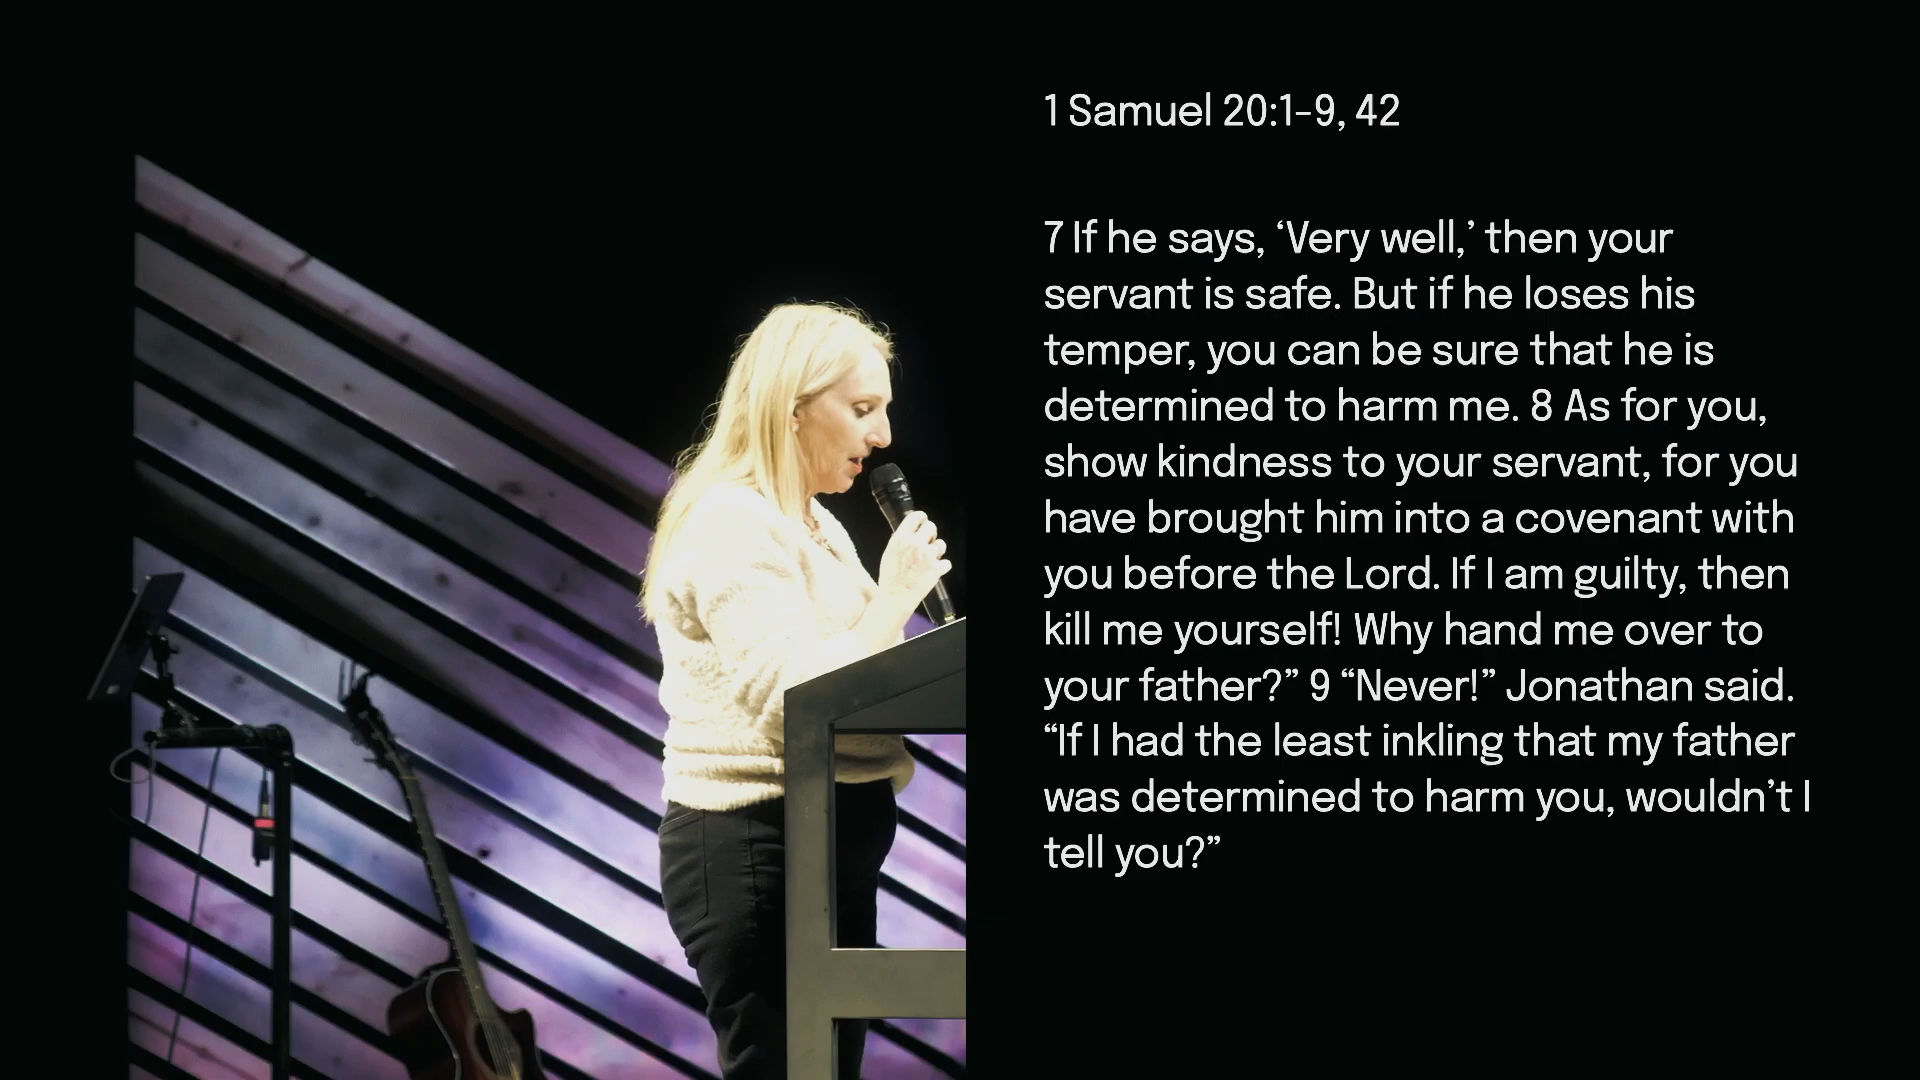 1 Samuel 20:1–9, 42
7 If he says, ‘Very well,’ then your
servant is safe. But if he loses his
temper, you can be sure that he is
determined to harm me. 8 As for you,
show kindness to your servant, for you
have brought him into a covenant with
you before the Lord. If I am guilty, then
kill me yourself! Why hand me over to
your father?” 9 “Never!” Jonathan said.
“If I had the least inkling that my father
was determined to harm you, wouldn’t I
tell you?”